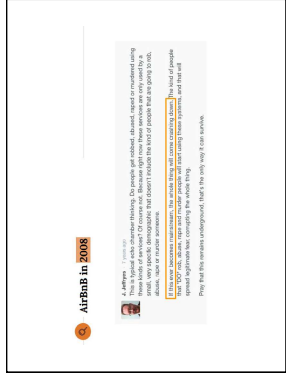 AirBnB in 2008
J. Jeffryes 7 years ago
This is typical echo chamber thinking. Do people get robbed, abused, raped or murdered using
these kinds of services? Of course not. Because right now these services are only used by a
small, very specific demographic that doesn't include the kind of people that are going to rob,
abuse, rape or murder someone.
If this ever becomes mainstream, the whole thing will come crashing down. The kind of people
that *DO* rob, abuse, rape and murder people will start using these systems, and that will
spread legitimate fear, corrupting the whole thing.
Pray that this remains underground, that's the only way it can survive.